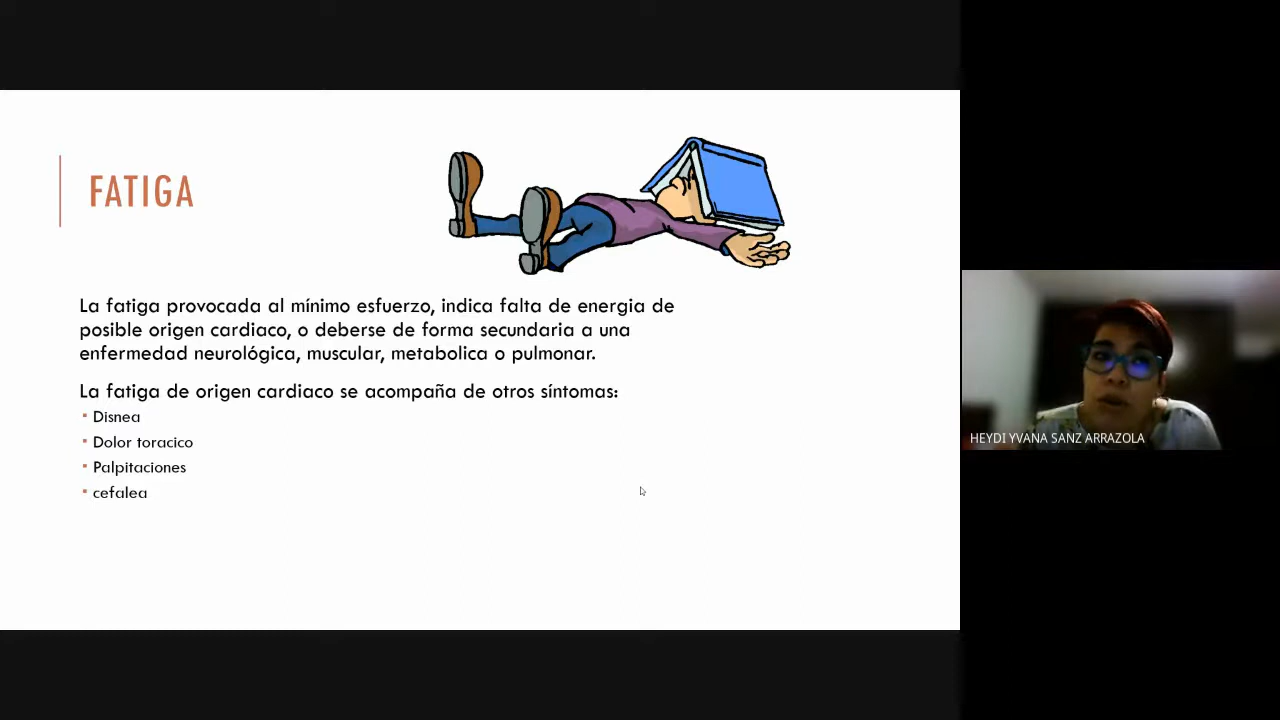 FATIGA
La fatiga provocada al mínimo esfuerzo, indica falta de energia de
posible origen cardiaco, o deberse de forma secundaria a una
enfermedad neurológica, muscular, metabolica o pulmonar.
La fatiga de origen cardiaco se acompaña de otros síntomas:
▪ Disnea
▪ Dolor toracico
▪ Palpitaciones
▪ cefalea
HEYDI YVANA SANZ ARRAZOLA